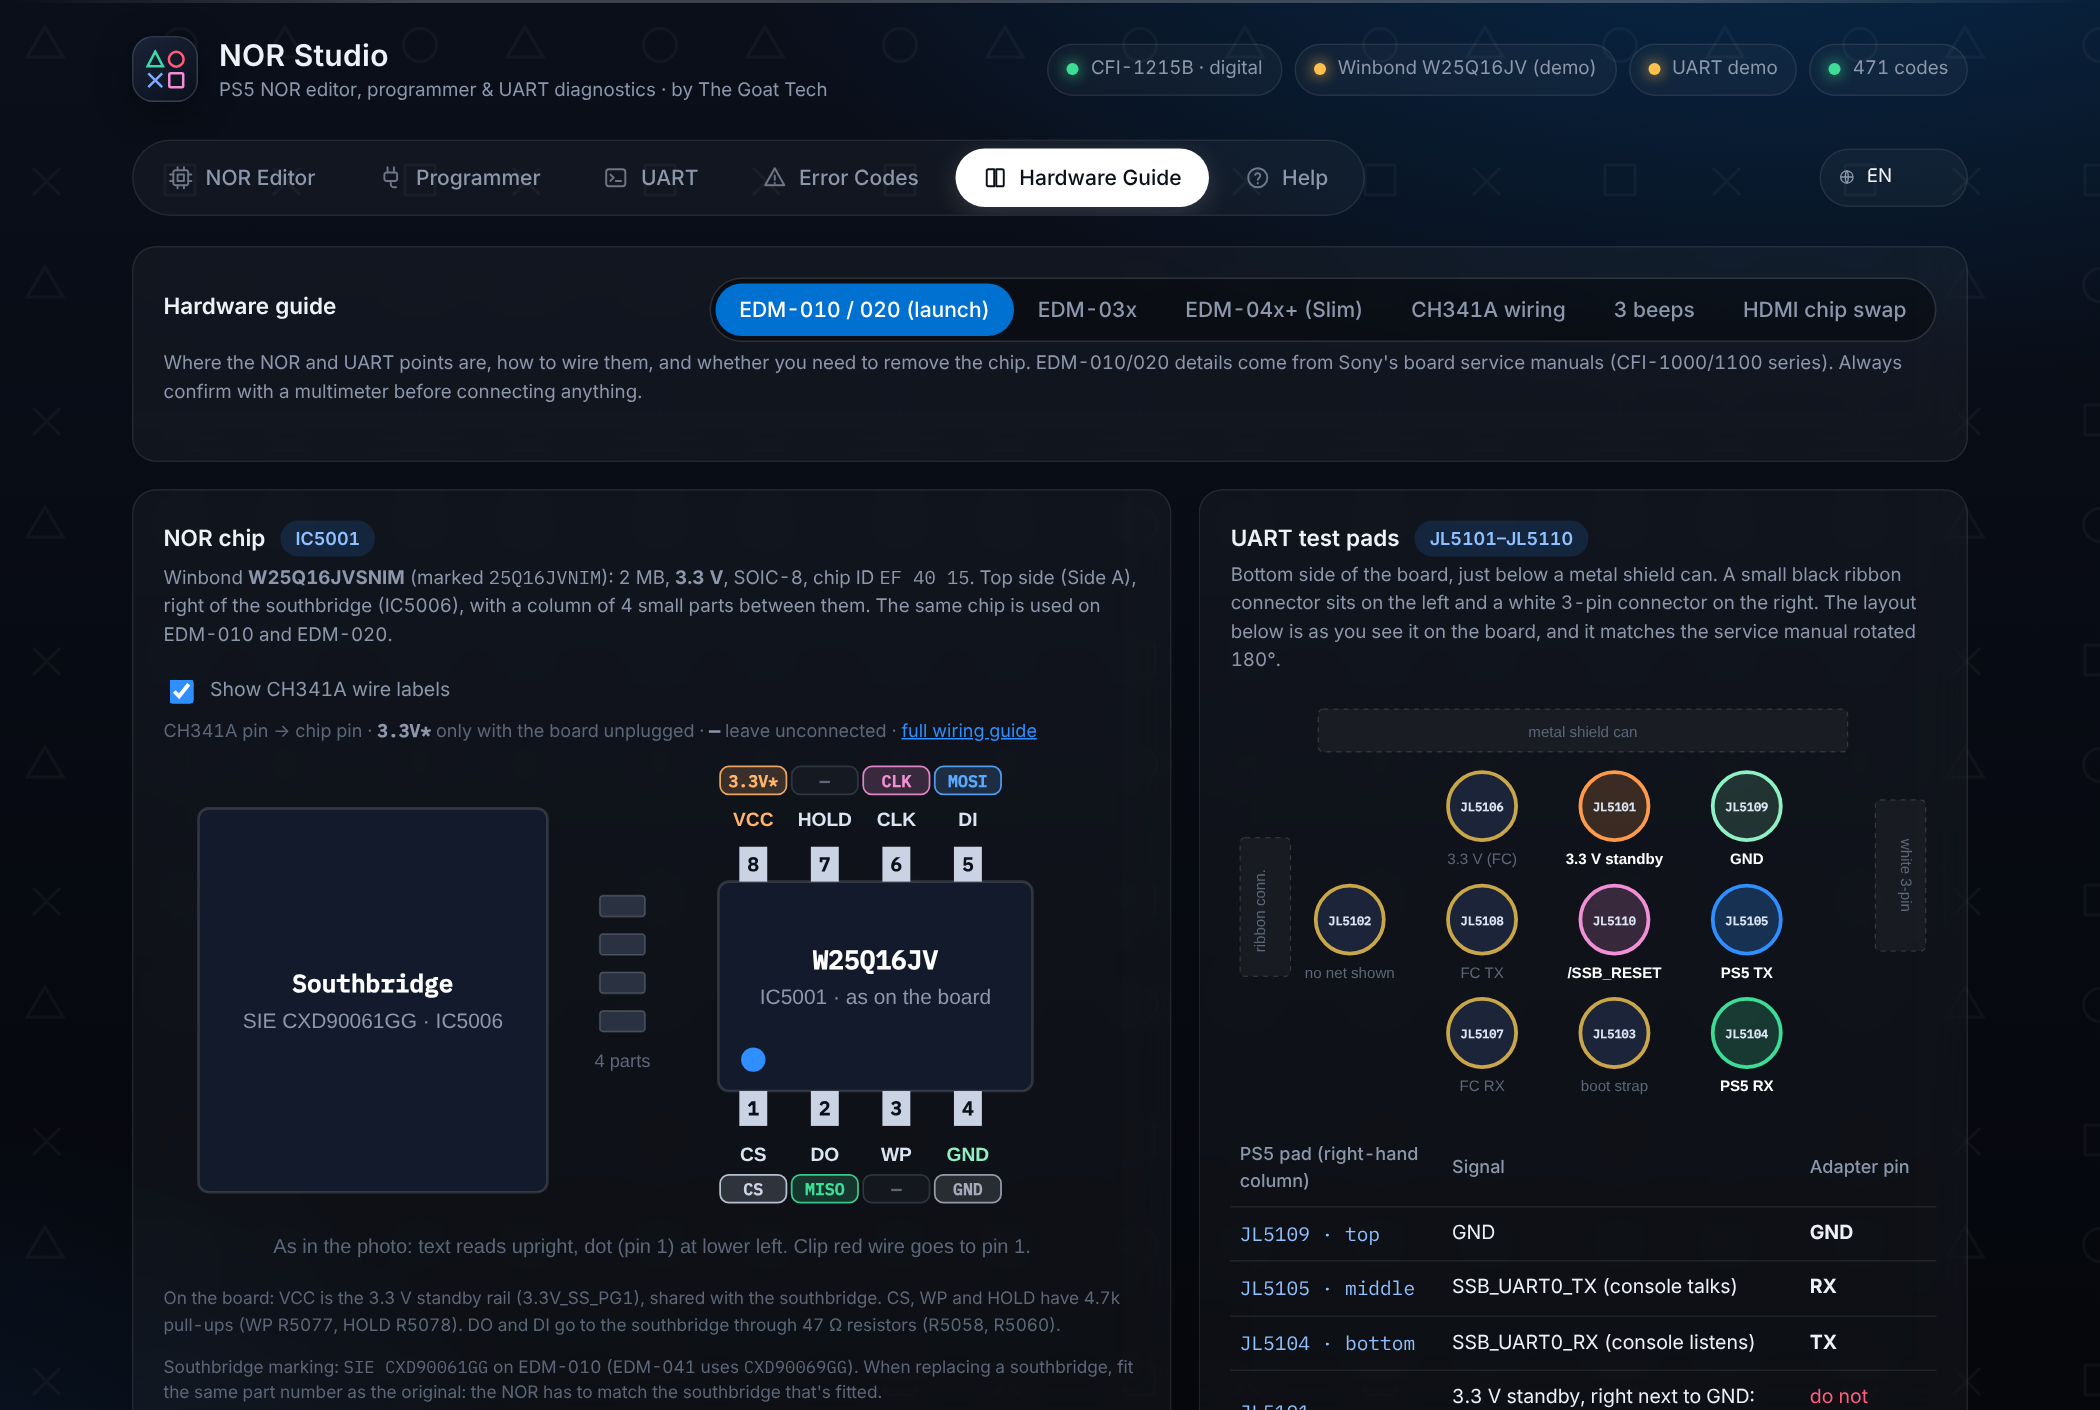 NOR Studio
PS5 NOR editor, programmer & UART diagnostics · by The Goat Tech
CFI-1215B · digital
Winbond W25Q16JV (demo)
UART demo
471 codes
NOR Editor
Programmer
UART
Error Codes
Hardware Guide
Help
EN
Hardware guide
EDM-010 / 020 (launch)
EDM-03x
EDM-04x+ (Slim)
CH341A wiring
3 beeps
HDMI chip swap
Where the NOR and UART points are, how to wire them, and whether you need to remove the chip. EDM-010/020 details come from Sony's board service manuals (CFI-1000/1100 series). Always
confirm with a multimeter before connecting anything.
NOR chip IC5001
Winbond W25Q16JVSNIM (marked 25Q16JVNIM): 2 MB, 3.3 V, SOIC-8, chip ID EF 40 15. Top side (Side A),
right of the southbridge (IC5006), with a column of 4 small parts between them. The same chip is used on
EDM-010 and EDM-020.
Show CH341A wire labels
CH341A pin → chip pin · 3.3V* only with the board unplugged · — leave unconnected · full wiring guide
3.3V* — CLK MOSI
VCC HOLD CLK DI
8 7 6 5
Southbridge
SIE CXD90061GG · IC5006
4 parts
W25Q16JV
IC5001 · as on the board
1 2 3 4
CS DO WP GND
CS MISO — GND
As in the photo: text reads upright, dot (pin 1) at lower left. Clip red wire goes to pin 1.
On the board: VCC is the 3.3 V standby rail (3.3V_SS_PG1), shared with the southbridge. CS, WP and HOLD have 4.7k
pull-ups (WP R5077, HOLD R5078). DO and DI go to the southbridge through 47 Ω resistors (R5058, R5060).
Southbridge marking: SIE CXD90061GG on EDM-010 (EDM-041 uses CXD90069GG). When replacing a southbridge, fit
the same part number as the original: the NOR has to match the southbridge that's fitted.
UART test pads JL5101–JL5110
Bottom side of the board, just below a metal shield can. A small black ribbon
connector sits on the left and a white 3-pin connector on the right. The layout
below is as you see it on the board, and it matches the service manual rotated
180°.
metal shield can
JL5106 JL5101 JL5109
3.3 V (FC) 3.3 V standby GND
ribbon conn.
white 3-pin
JL5102 JL5108 JL5110 JL5105
no net shown FC TX /SSB_RESET PS5 TX
JL5107 JL5103 JL5104
FC RX boot strap PS5 RX
PS5 pad (right-hand
column)
Signal
Adapter pin
JL5109 · top
GND
GND
JL5105 · middle
SSB_UART0_TX (console talks)
RX
JL5104 · bottom
SSB_UART0_RX (console listens)
TX
JL5101
3.3 V standby, right next to GND:
do not